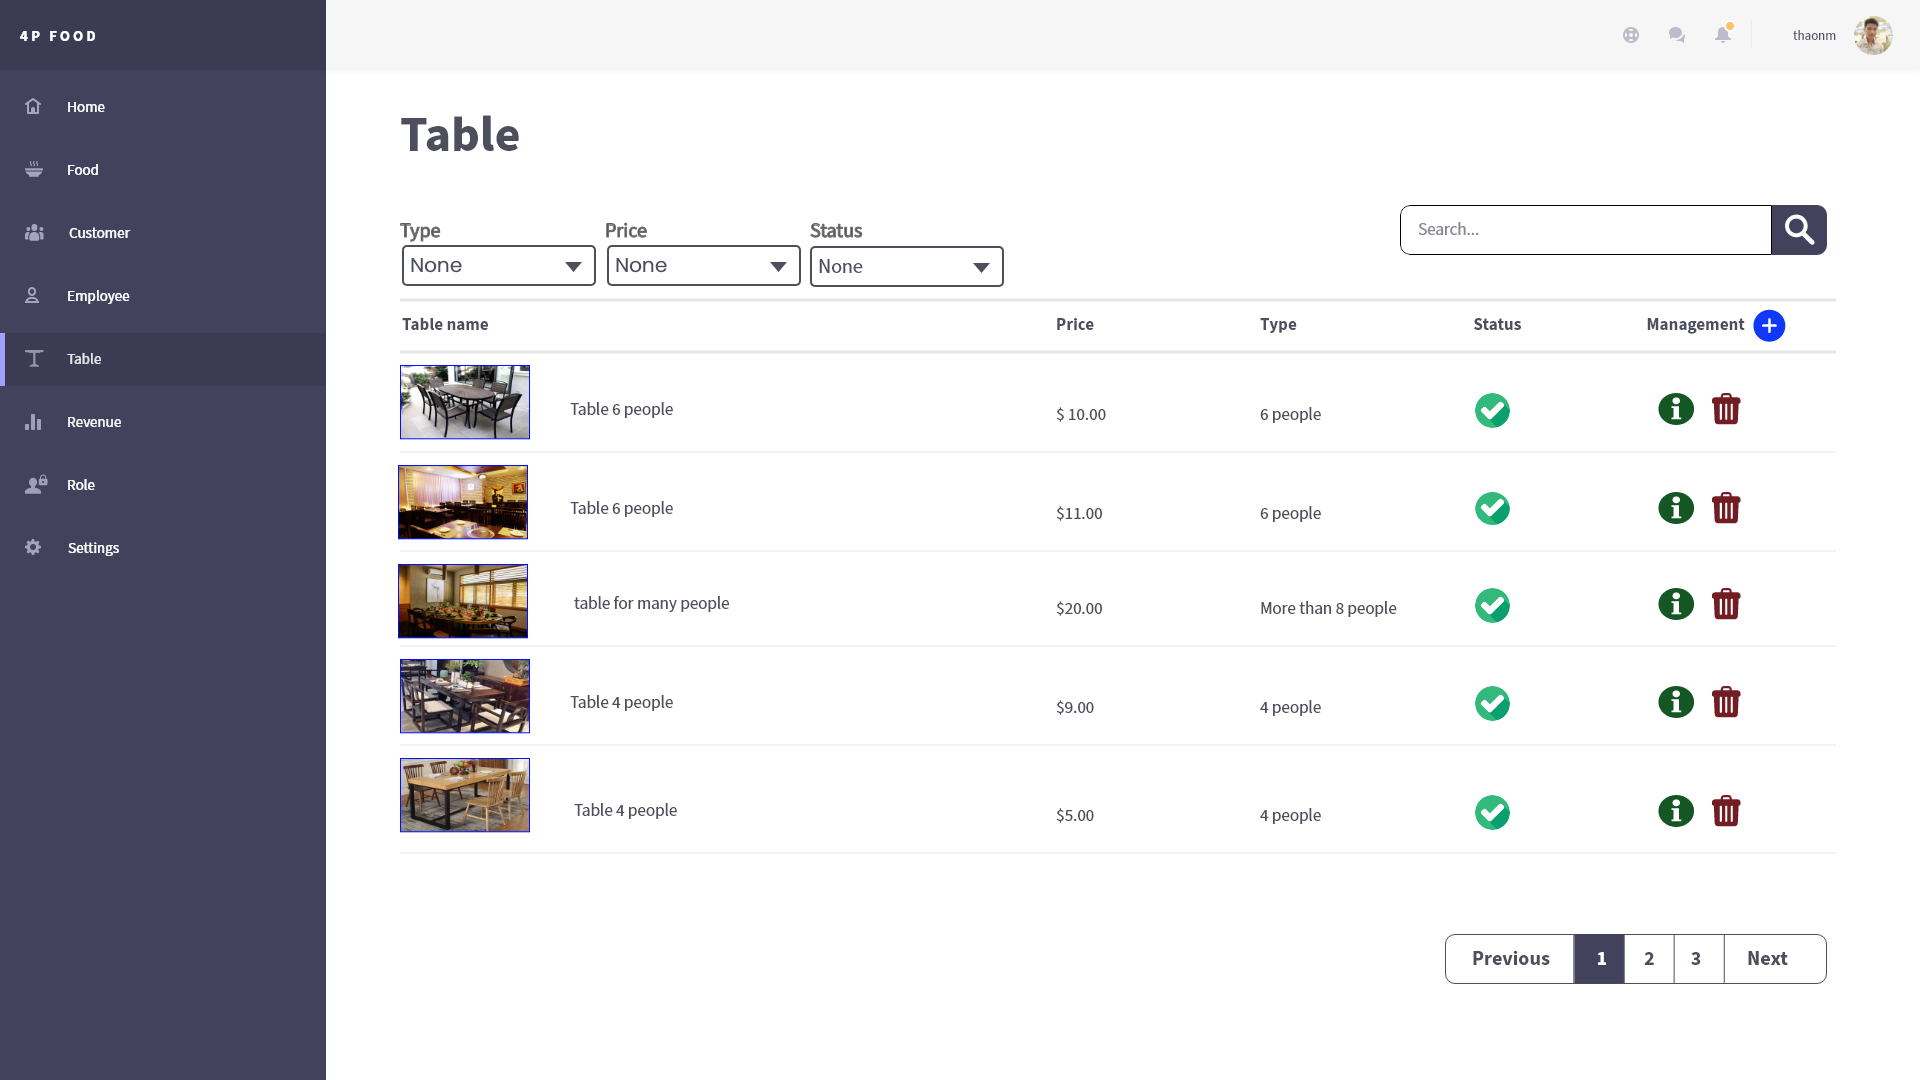 4P FOOD
thaonm
Home
Food
Customer
Employee
Table
Revenue
Role
Settings
Table
Type Price Status
None None None
Search...
Table name Price Type Status Management
Table 6 people $ 10.00 6 people
Table 6 people $11.00 6 people
table for many people $20.00 More than 8 people
Table 4 people $9.00 4 people
Table 4 people $5.00 4 people
Previous 1 2 3 Next